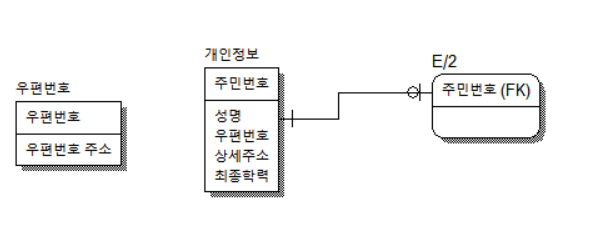 우편번호
우편번호
우편번호 주소
개인정보
주민번호
성명
우편번호
상세주소
최종학력
E/2
주민번호 (FK)